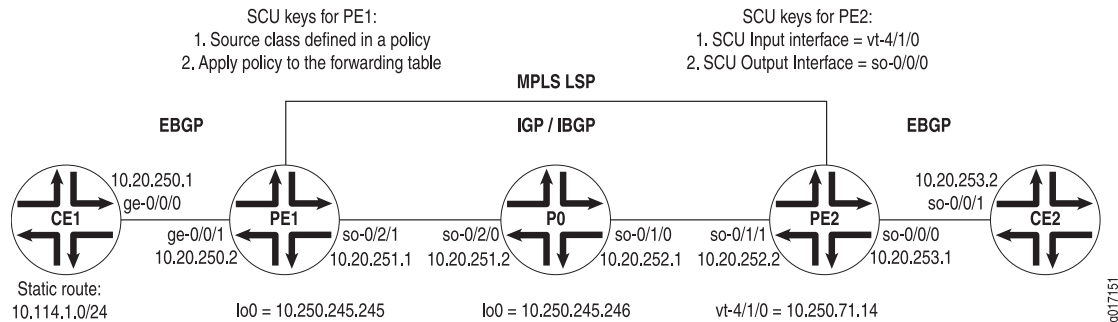 SCU keys for PE1:
1. Source class defined in a policy
2. Apply policy to the forwarding table
SCU keys for PE2:
1. SCU Input interface = vt-4/1/0
2. SCU Output Interface = so-0/0/0
MPLS LSP
EBGP
IGP / IBGP
EBGP
10.20.250.1
ge-0/0/0
10.20.253.2
so-0/0/1
CE1
PE1
P0
PE2
CE2
ge-0/0/1
10.20.250.2
so-0/2/1
10.20.251.1
so-0/2/0
10.20.251.2
so-0/1/0
10.20.252.1
so-0/1/1
10.20.252.2
so-0/0/0
10.20.253.1
Static route:
10.114.1.0/24
lo0 = 10.250.245.245
lo0 = 10.250.245.246
vt-4/1/0 = 10.250.71.14
g017151